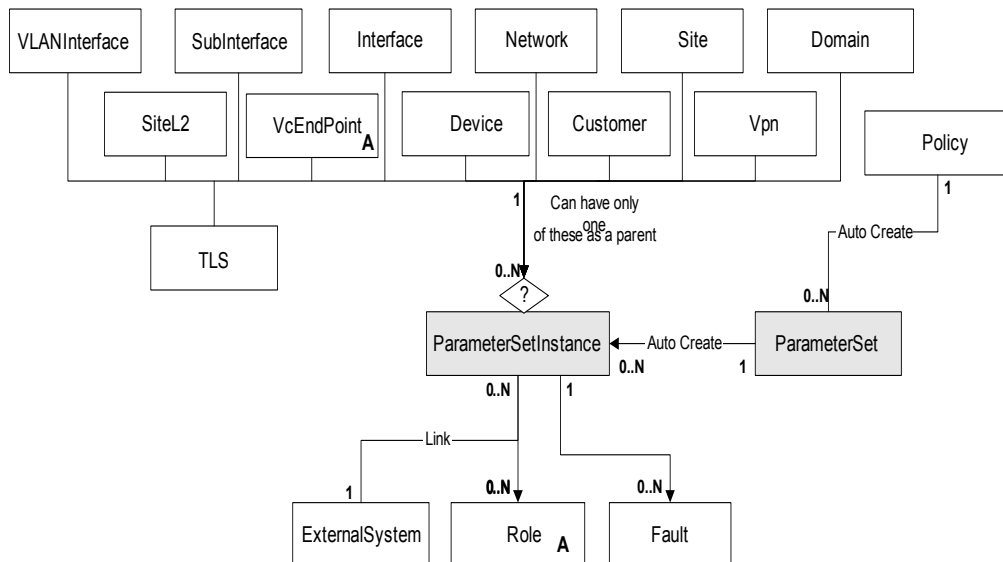 VLANInterface
SubInterface
Interface
Network
Site
Domain
SiteL2
VcEndPoint
A
Device
Customer
Vpn
Policy
1
Can have only
one
of these as a parent
1
Auto Create
TLS
0..N
0..N
?
ParameterSetInstance
Auto Create
ParameterSet
0..N
1
0..N
1
Link
1
0..N
0..N
ExternalSystem
Role
A
Fault